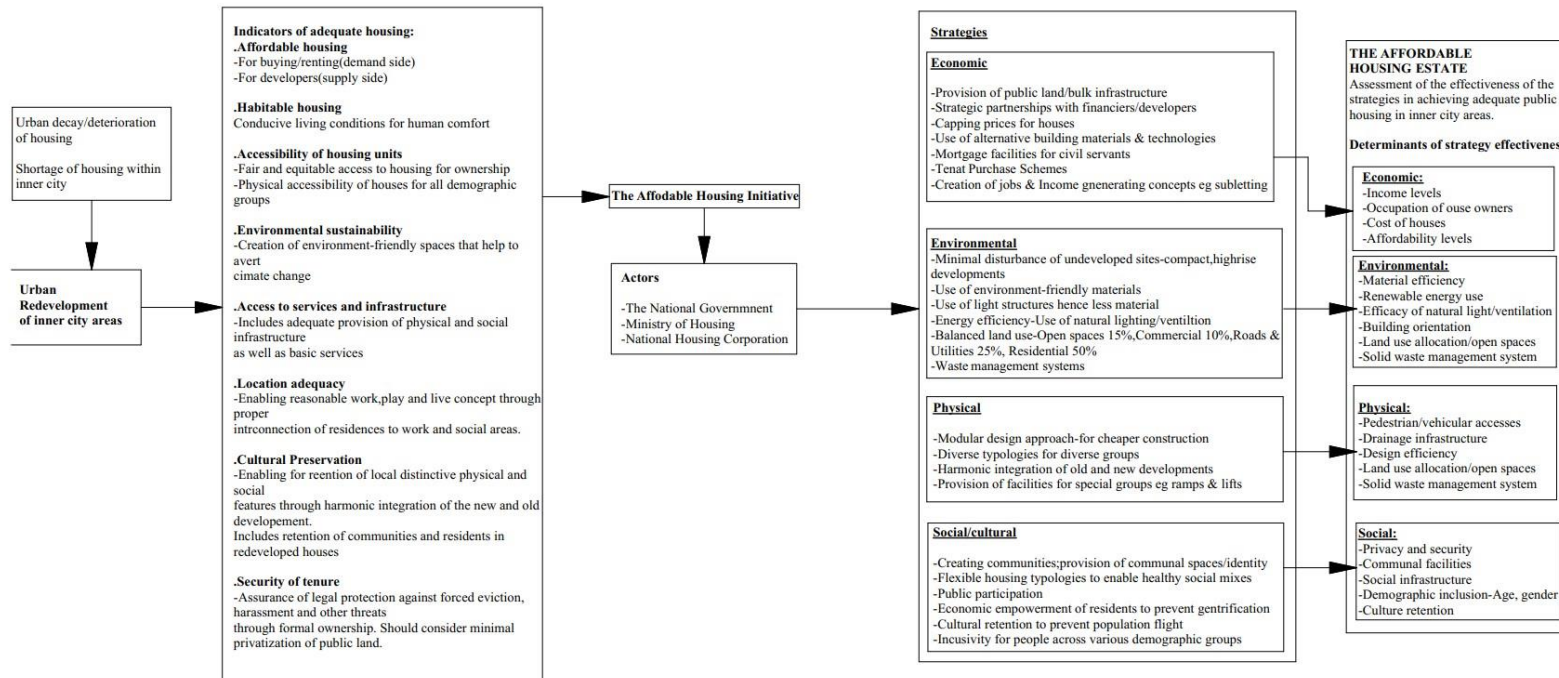 Urban decay/deterioration
of housing
Shortage of housing within
inner city
Urban
Redevelopment
of inner city areas
Indicators of adequate housing:
.Affordable housing
-For buying/renting(demand side)
-For developers(supply side)
.Habitable housing
Conducive living conditions for human comfort
.Accessibility of housing units
-Fair and equitable access to housing for ownership
-Physical accessibility of houses for all demographic
groups
.Environmental sustainability
-Creation of environment-friendly spaces that help to
avert
cimate change
.Access to services and infrastructure
-Includes adequate provision of physical and social
infrastructure
as well as basic services
.Location adequacy
-Enabling reasonable work,play and live concept through
proper
intrconnection of residences to work and social areas.
.Cultural Preservation
-Enabling for reention of local distinctive physical and
social
features through harmonic integration of the new and old
developement.
Includes retention of communities and residents in
redeveloped houses
.Security of tenure
-Assurance of legal protection against forced eviction,
harassment and other threats
through formal ownership. Should consider minimal
privatization of public land.
The Affodable Housing Initiative
Actors
-The National Governmnent
-Ministry of Housing
-National Housing Corporation
Strategies
Economic
-Provision of public land/bulk infrastructure
-Strategic partnerships with financiers/developers
-Capping prices for houses
-Use of alternative building materials & technologies
-Mortgage facilities for civil servants
-Tenat Purchase Schemes
-Creation of jobs & Income gnenerating concepts eg subletting
Environmental
-Minimal disturbance of undeveloped sites-compact,highrise
developments
-Use of environment-friendly materials
-Use of light structures hence less material
-Energy efficiency-Use of natural lighting/ventiltion
-Balanced land use-Open spaces 15%,Commercial 10%,Roads &
Utilities 25%, Residential 50%
-Waste management systems
Physical
-Modular design approach-for cheaper construction
-Diverse typologies for diverse groups
-Harmonic integration of old and new developments
-Provision of facilities for special groups eg ramps & lifts
Social/cultural
-Creating communities;provision of communal spaces/identity
-Flexible housing typologies to enable healthy social mixes
-Public participation
-Economic empowerment of residents to prevent gentrification
-Cultural retention to prevent population flight
-Incusivity for people across various demographic groups
THE AFFORDABLE
HOUSING ESTATE
Assessment of the effectiveness of the
strategies in achieving adequate public
housing in inner city areas.
Determinants of strategy effectivenes
Economic:
-Income levels
-Occupation of ouse owners
-Cost of houses
-Affordability levels
Environmental:
-Material efficiency
-Renewable energy use
-Efficacy of natural light/ventilation
-Building orientation
-Land use allocation/open spaces
-Solid waste management system
Physical:
-Pedestrian/vehicular accesses
-Drainage infrastructure
-Design efficiency
-Land use allocation/open spaces
-Solid waste management system
Social:
-Privacy and security
-Communal facilities
-Social infrastructure
-Demographic inclusion-Age, gender
-Culture retention